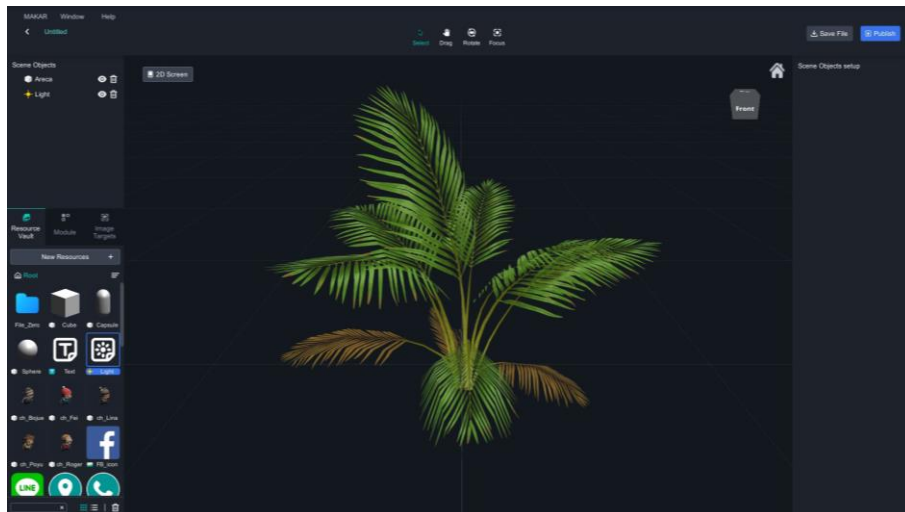 MAKAR Window Help
< Untitled
Select Drag Rotate Focus
Save File Publish
Scene Objects
Areca
Light
2D Screen
Front
Scene Objects setup
Resource Vault
Module
Image Targets
New Resources +
Root
File_Zero Cube Capsule
T
Sphere Text Light
ch_Bojue ch_Fei ch_Lina
f
ch_Poyu ch_Roger FB_icon
LINE